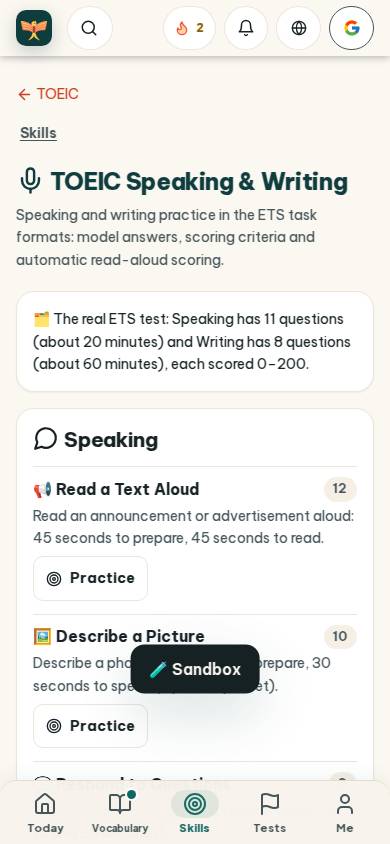 2
TOEIC
Skills
TOEIC Speaking & Writing
Speaking and writing practice in the ETS task
formats: model answers, scoring criteria and
automatic read-aloud scoring.
The real ETS test: Speaking has 11 questions
(about 20 minutes) and Writing has 8 questions
(about 60 minutes), each scored 0–200.
Speaking
Read a Text Aloud 12
Read an announcement or advertisement aloud:
45 seconds to prepare, 45 seconds to read.
Practice
Describe a Picture 10
Describe a prepare, 30
Sandbox
seconds to
Practice
Today Vocabulary Skills Tests Me